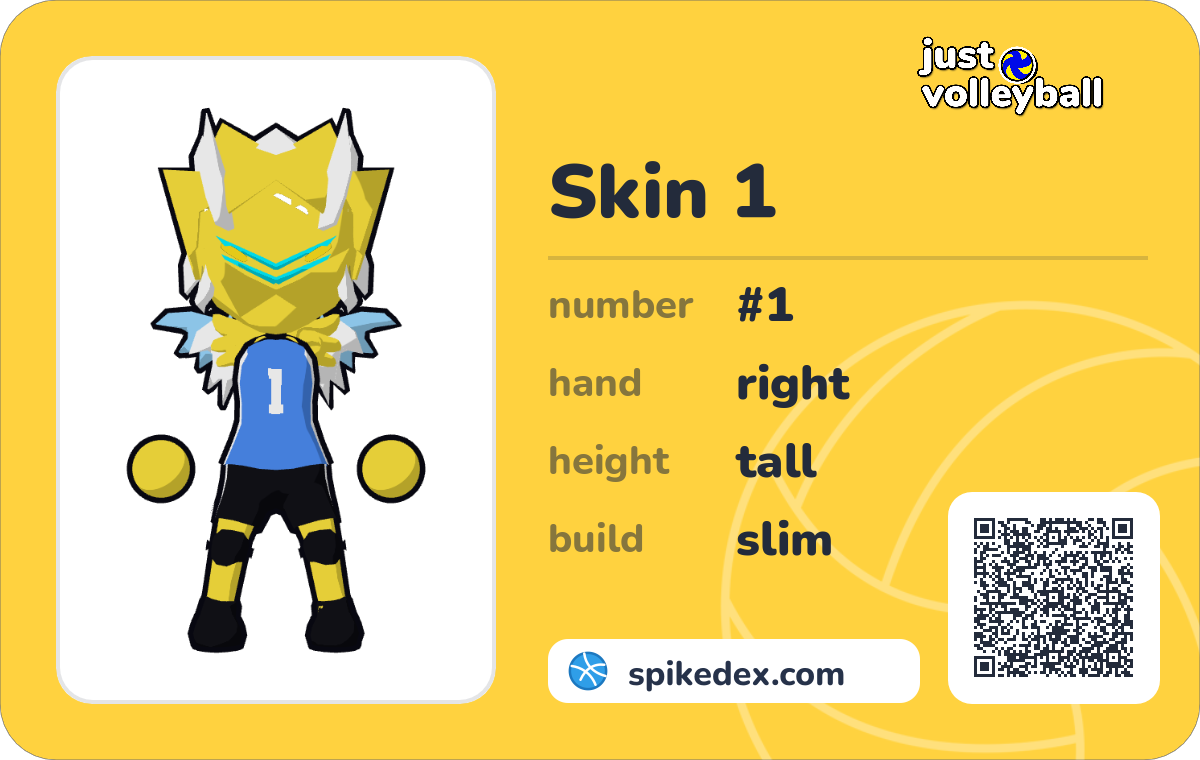 just
volleyball
Skin 1
number #1
hand right
height tall
build slim
1
spikedex.com